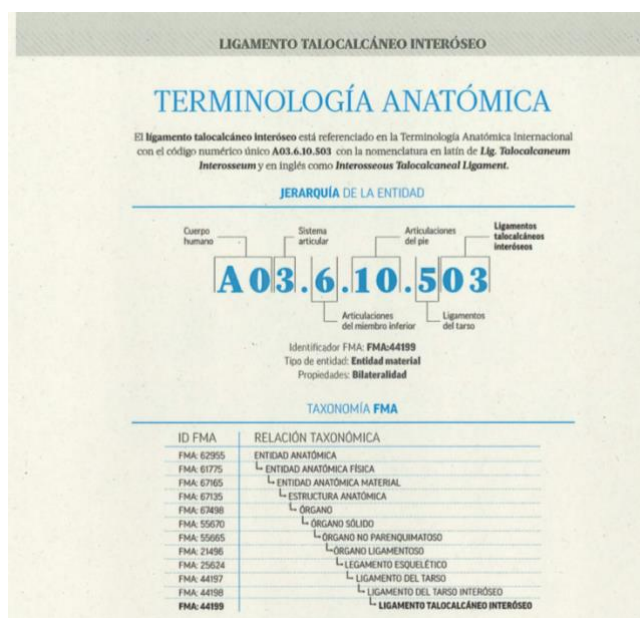 LIGAMENTO TALOCALCÁNEO INTERÓSEO
TERMINOLOGÍA ANATÓMICA
El ligamento talocalcáneo interóseo está referenciado en la Terminología Anatómica Internacional
con el código numérico único A03.6.10.503 con la nomenclatura en latín de Lig. Talocalcaneum
Interosseum y en inglés como Interosseous Talocalcaneal Ligament.
JERARQUÍA DE LA ENTIDAD
Cuerpo
humano
Sistema
articular
Articulaciones
del pie
Ligamentos
talocalcáneos
interóseos
A03.6.10.503
Articulaciones
del miembro inferior
Ligamentos
del tarso
Identificador FMA: FMA:44199
Tipo de entidad: Entidad material
Propiedades: Bilateralidad
TAXONOMÍA FMA
ID FMA RELACIÓN TAXONÓMICA
FMA: 62955 ENTIDAD ANATÓMICA
FMA: 61775 ENTIDAD ANATÓMICA FÍSICA
FMA: 67165 ENTIDAD ANATÓMICA MATERIAL
FMA: 67135 ESTRUCTURA ANATÓMICA
FMA: 67498 ÓRGANO
FMA: 55670 ÓRGANO SÓLIDO
FMA: 55665 ÓRGANO NO PARENQUIMATOSO
FMA: 21496 ÓRGANO LIGAMENTOSO
FMA: 25624 LEGAMENTO ESQUELÉTICO
FMA: 44197 LIGAMENTO DEL TARSO
FMA: 44198 LIGAMENTO DEL TARSO INTERÓSEO
FMA: 44199 LIGAMENTO TALOCALCÁNEO INTERÓSEO